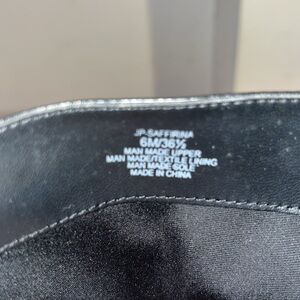 JP-SAFFIRINA
6M/36½
MAN MADE UPPER
MAN MADE/TEXTILE LINING
MAN MADE SOLE
MADE IN CHINA